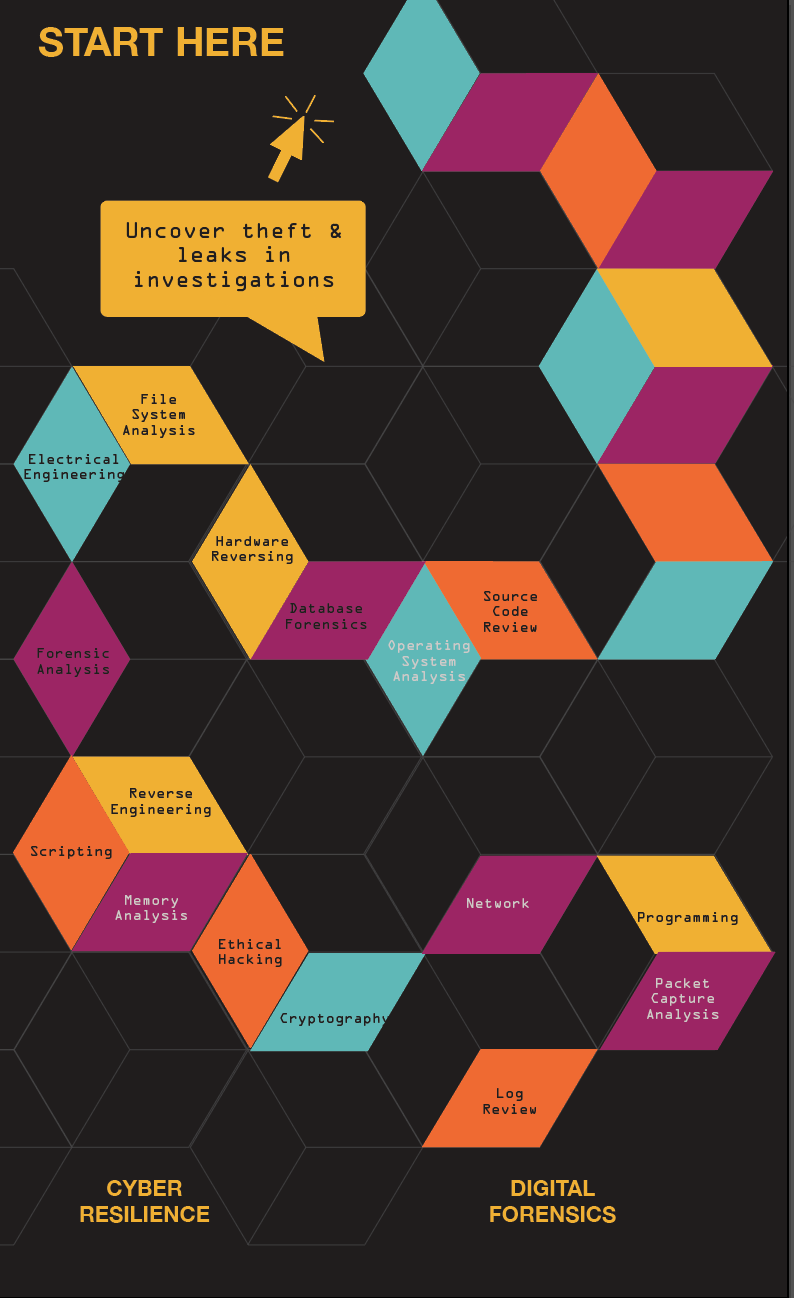 START HERE
Uncover theft &
leaks in
investigations
File
System
Analysis
Electrical
Engineering
Hardware
Reversing
Database
Forensics
Source
Code
Review
Operating
System
Analysis
Forensic
Analysis
Reverse
Engineering
Scripting
Memory
Analysis
Ethical
Hacking
Cryptography
Network
Programming
Packet
Capture
Analysis
Log
Review
CYBER
RESILIENCE
DIGITAL
FORENSICS